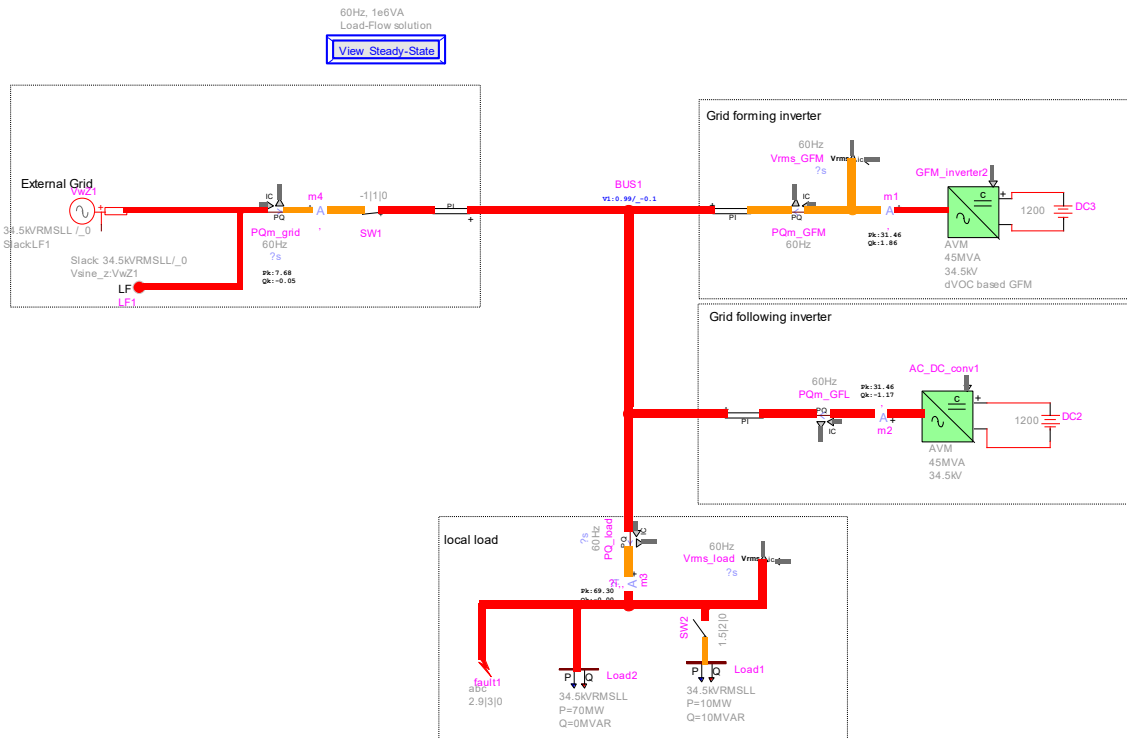 60Hz, 1e6VA
Load-Flow solution
View Steady-State
External Grid
VwZ1
34.5kVRMSLL /_0
SlackLF1
Slack: 34.5kVRMSLL/_0
Vsine_z:VwZ1
LF
LF1
IC
PQ
PQm_grid
60Hz
?s
Pk:7.68
Qk:-0.05
m4
A
-1|1|0
SW1
PI
+
BUS1
V1:0.99/_-0.1
Grid forming inverter
60Hz
Vrms_GFM
?s
Vrms
PI
IC
PQ
PQm_GFM
60Hz
m1
A
Pk:31.46
Qk:1.86
GFM_inverter2
C
+
1200
+
DC3
AVM
45MVA
34.5kV
dVOC based GFM
Grid following inverter
PI
60Hz
PQm_GFL
PQ
IC
Pk:31.46
Qk:-1.17
A
+
m2
AC_DC_conv1
C
+
1200
+
DC2
AVM
45MVA
34.5kV
local load
?s
60Hz
PQ
PQ_load
IC
Pk:69.30
A
m3
60Hz
Vrms_load
Vrms
?s
fault1
abc
2.9|3|0
P Q
Load2
34.5kVRMSLL
P=70MW
Q=0MVAR
SW2
1.5|2|0
P Q
Load1
34.5kVRMSLL
P=10MW
Q=10MVAR